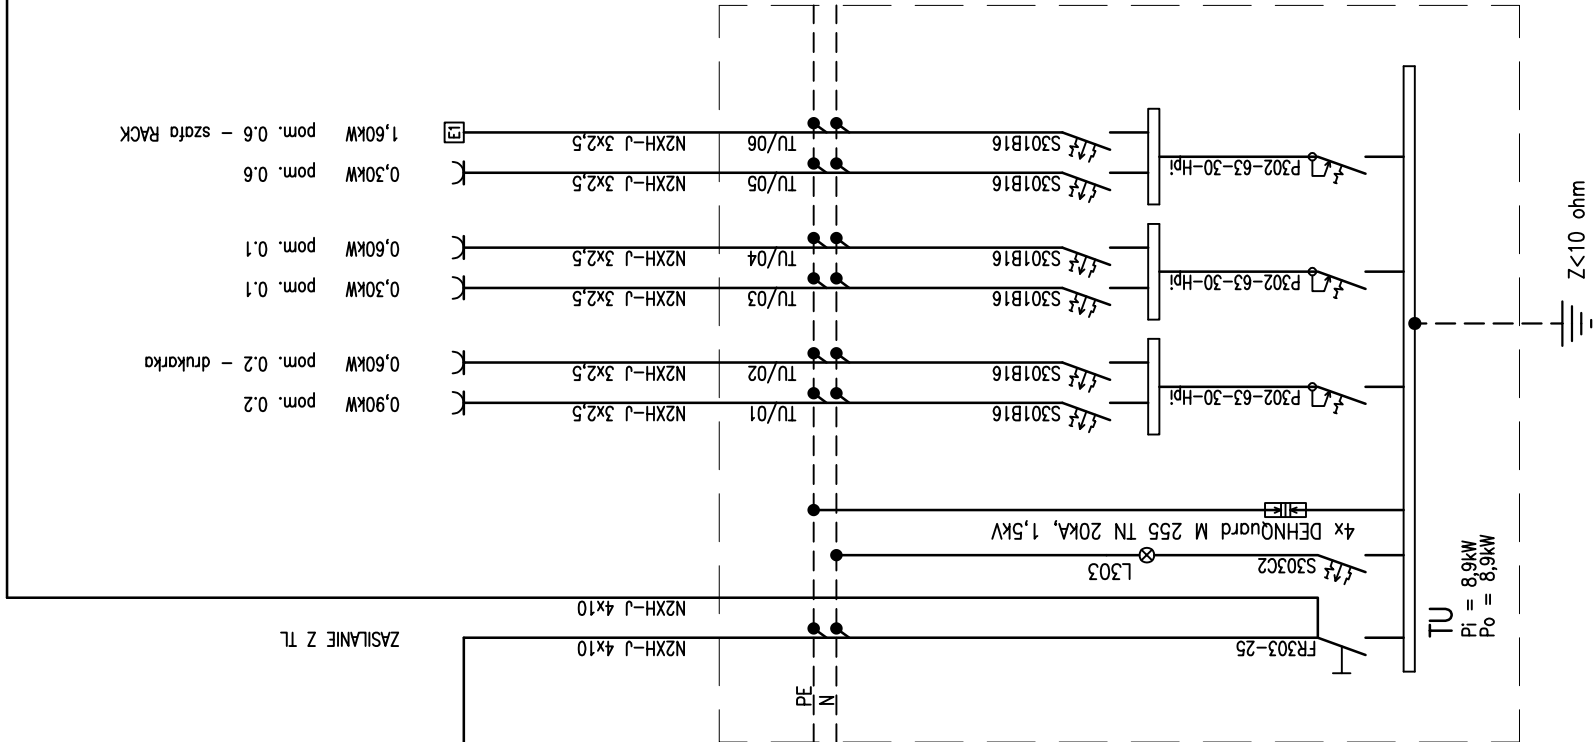 TU
Pi = 8,9kW
Po = 8,9kW
Z<10 ohm
PE
N
ZASILANIE Z TL
N2XH-J 4x10
FR303-25
N2XH-J 4x10
L303
S303C2
4x DEHNQuard M 255 TN 20kA, 1,5kV
P302-63-30-Hpi
S301B16
TU/01
N2XH-J 3x2,5
0,90kW
pom. 0.2
S301B16
TU/02
N2XH-J 3x2,5
0,60kW
pom. 0.2 - drukarka
P302-63-30-Hpi
S301B16
TU/03
N2XH-J 3x2,5
0,30kW
pom. 0.1
S301B16
TU/04
N2XH-J 3x2,5
0,60kW
pom. 0.1
P302-63-30-Hpi
S301B16
TU/05
N2XH-J 3x2,5
0,30kW
pom. 0.6
S301B16
TU/06
N2XH-J 3x2,5
E1
1,60kW
pom. 0.6 - szafa RACK